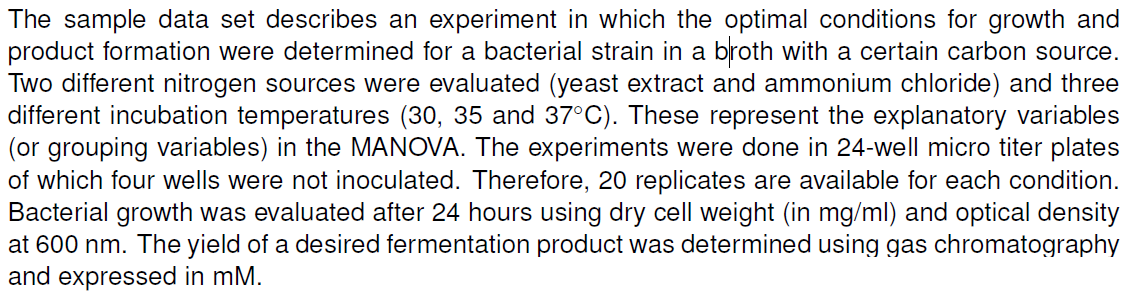 The sample data set describes an experiment in which the optimal conditions for growth and
product formation were determined for a bacterial strain in a broth with a certain carbon source.
Two different nitrogen sources were evaluated (yeast extract and ammonium chloride) and three
different incubation temperatures (30, 35 and 37°C). These represent the explanatory variables
(or grouping variables) in the MANOVA. The experiments were done in 24-well micro titer plates
of which four wells were not inoculated. Therefore, 20 replicates are available for each condition.
Bacterial growth was evaluated after 24 hours using dry cell weight (in mg/ml) and optical density
at 600 nm. The yield of a desired fermentation product was determined using gas chromatography
and expressed in mM.